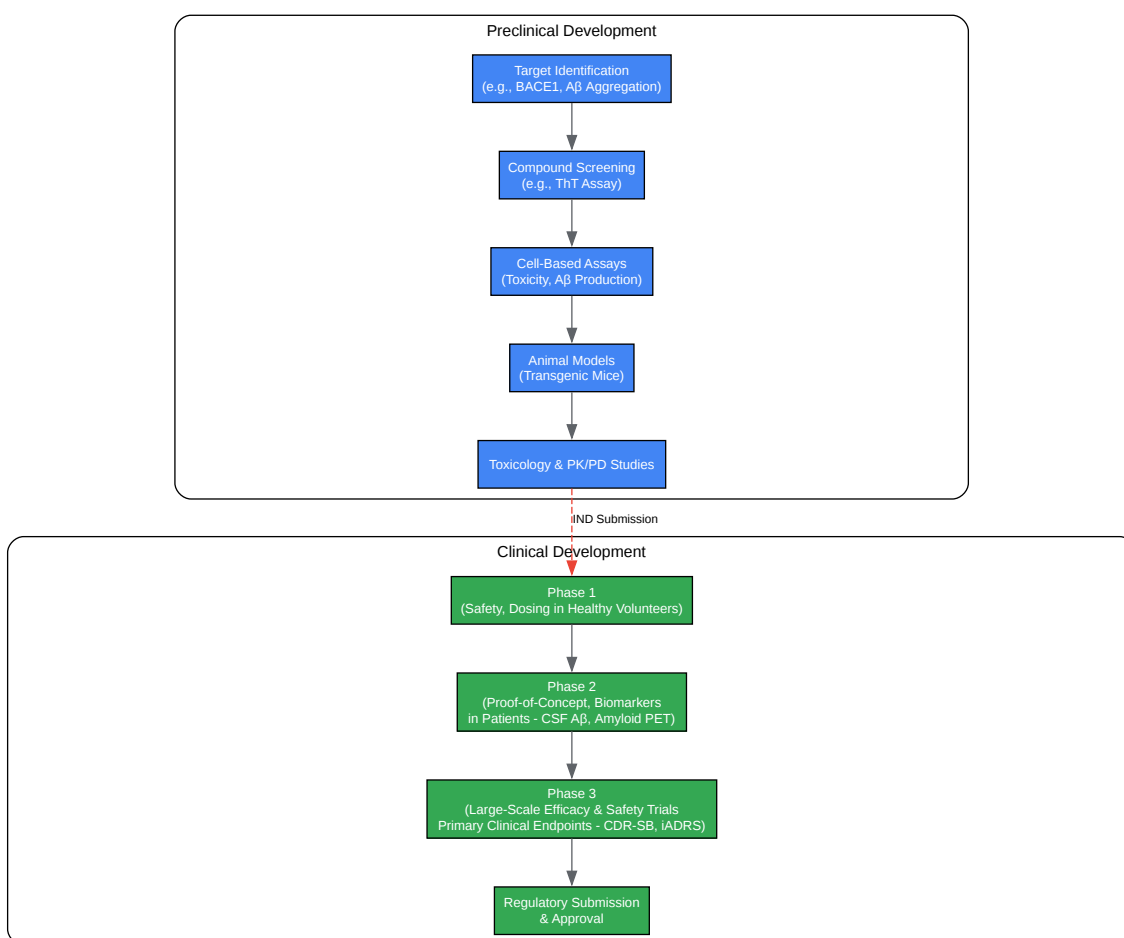 Preclinical Development
Target Identification
(e.g., BACE1, Aβ Aggregation)
Compound Screening
(e.g., ThT Assay)
Cell-Based Assays
(Toxicity, Aβ Production)
Animal Models
(Transgenic Mice)
Toxicology & PK/PD Studies
IND Submission
Clinical Development
Phase 1
(Safety, Dosing in Healthy Volunteers)
Phase 2
(Proof-of-Concept, Biomarkers
in Patients - CSF Aβ, Amyloid PET)
Phase 3
(Large-Scale Efficacy & Safety Trials
Primary Clinical Endpoints - CDR-SB, iADRS)
Regulatory Submission
& Approval